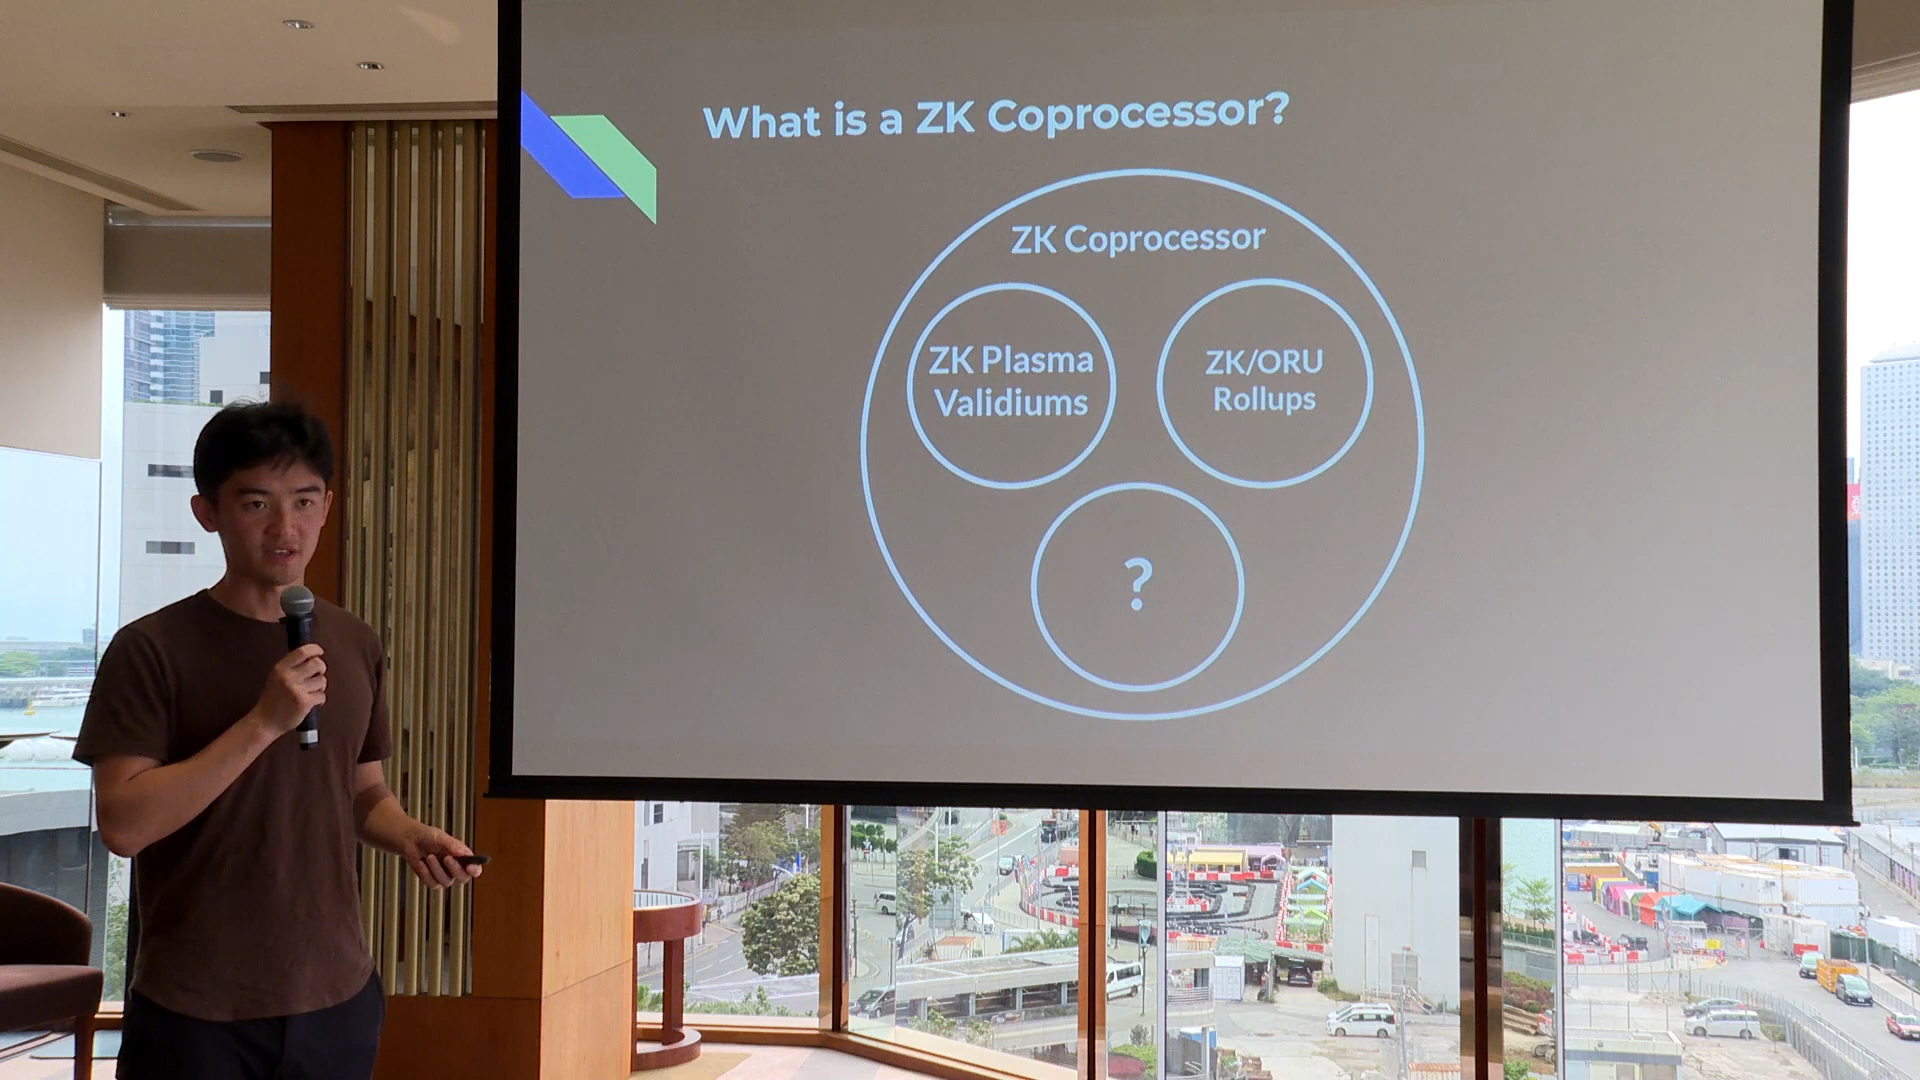 What is a ZK Coprocessor?
ZK Coprocessor
ZK Plasma
Validiums
ZK/ORU
Rollups
?